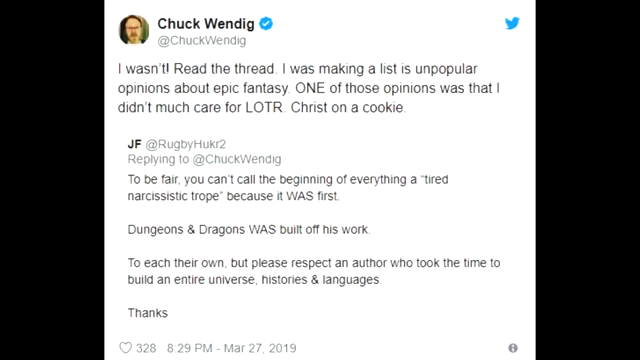 Chuck Wendig
@ChuckWendig
I wasn't! Read the thread. I was making a list is unpopular
opinions about epic fantasy. ONE of those opinions was that I
didn't much care for LOTR. Christ on a cookie.
JF @RugbyHukr2
Replying to @ChuckWendig
To be fair, you can't call the beginning of everything a "tired
narcissistic trope" because it WAS first.
Dungeons & Dragons WAS built off his work.
To each their own, but please respect an author who took the time to
build an entire universe, histories & languages.
Thanks
328 8:29 PM - Mar 27, 2019